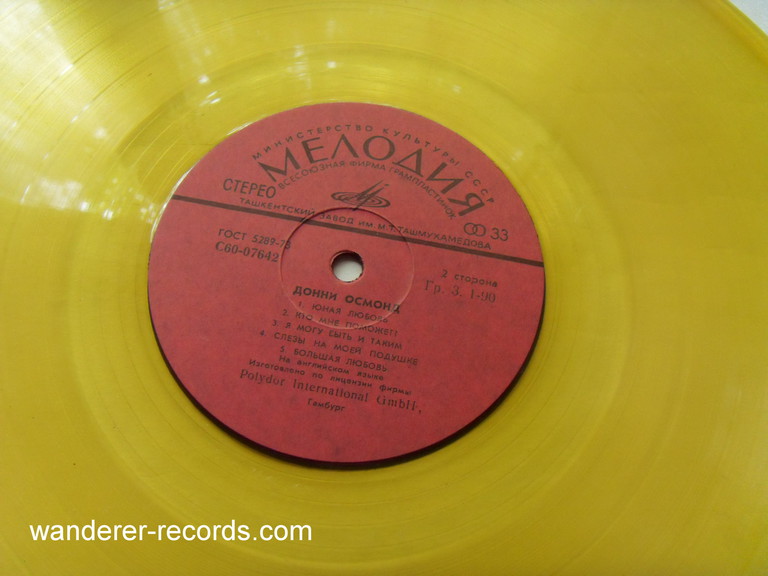 МИНИСТЕРСТВО КУЛЬТУРЫ СССР
МЕЛОДИЯ
ВСЕСОЮЗНАЯ ФИРМА ГРАМПЛАСТИНОК
СТЕРЕО
33
ТАШКЕНТСКИЙ ЗАВОД ИМ. М.Т.ТАШМУХАМЕДОВА
ГОСТ 5289-73
С60-07642
2 сторона
Гр. 3. 1-90
ДОННИ ОСМОНД
1. ЮНАЯ ЛЮБОВЬ
2. КТО МНЕ ПОМОЖЕТ?
3. Я МОГУ БЫТЬ И ТАКИМ
4. СЛЕЗЫ НА МОЕЙ ПОДУШКЕ
5. БОЛЬШАЯ ЛЮБОВЬ
На английском языке
Изготовлено по лицензии фирмы
Polydor International GmbH,
Гамбург
wanderer-records.com